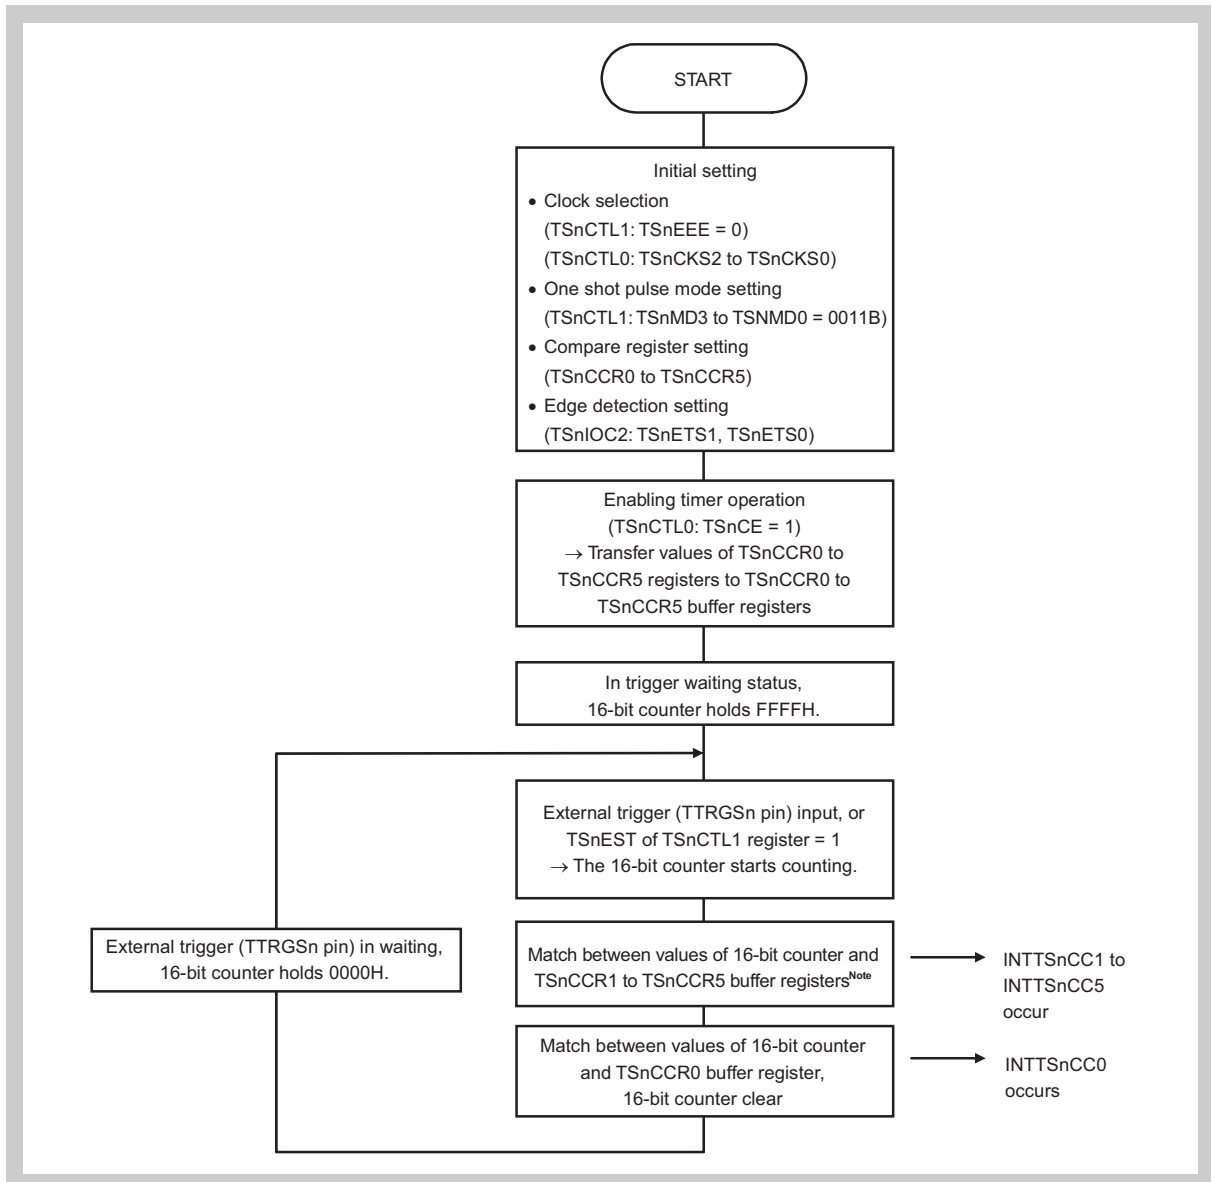 START
Initial setting
• Clock selection
(TSnCTL1: TSnEEE = 0)
(TSnCTL0: TSnCKS2 to TSnCKS0)
• One shot pulse mode setting
(TSnCTL1: TSnMD3 to TSNMD0 = 0011B)
• Compare register setting
(TSnCCR0 to TSnCCR5)
• Edge detection setting
(TSnIOC2: TSnETS1, TSnETS0)
Enabling timer operation
(TSnCTL0: TSnCE = 1)
→ Transfer values of TSnCCR0 to
TSnCCR5 registers to TSnCCR0 to
TSnCCR5 buffer registers
In trigger waiting status,
16-bit counter holds FFFFH.
External trigger (TTRGSn pin) input, or
TSnEST of TSnCTL1 register = 1
→ The 16-bit counter starts counting.
External trigger (TTRGSn pin) in waiting,
16-bit counter holds 0000H.
Match between values of 16-bit counter and
TSnCCR1 to TSnCCR5 buffer registersNote
INTTSnCC1 to
INTTSnCC5
occur
Match between values of 16-bit counter
and TSnCCR0 buffer register,
16-bit counter clear
INTTSnCC0
occurs